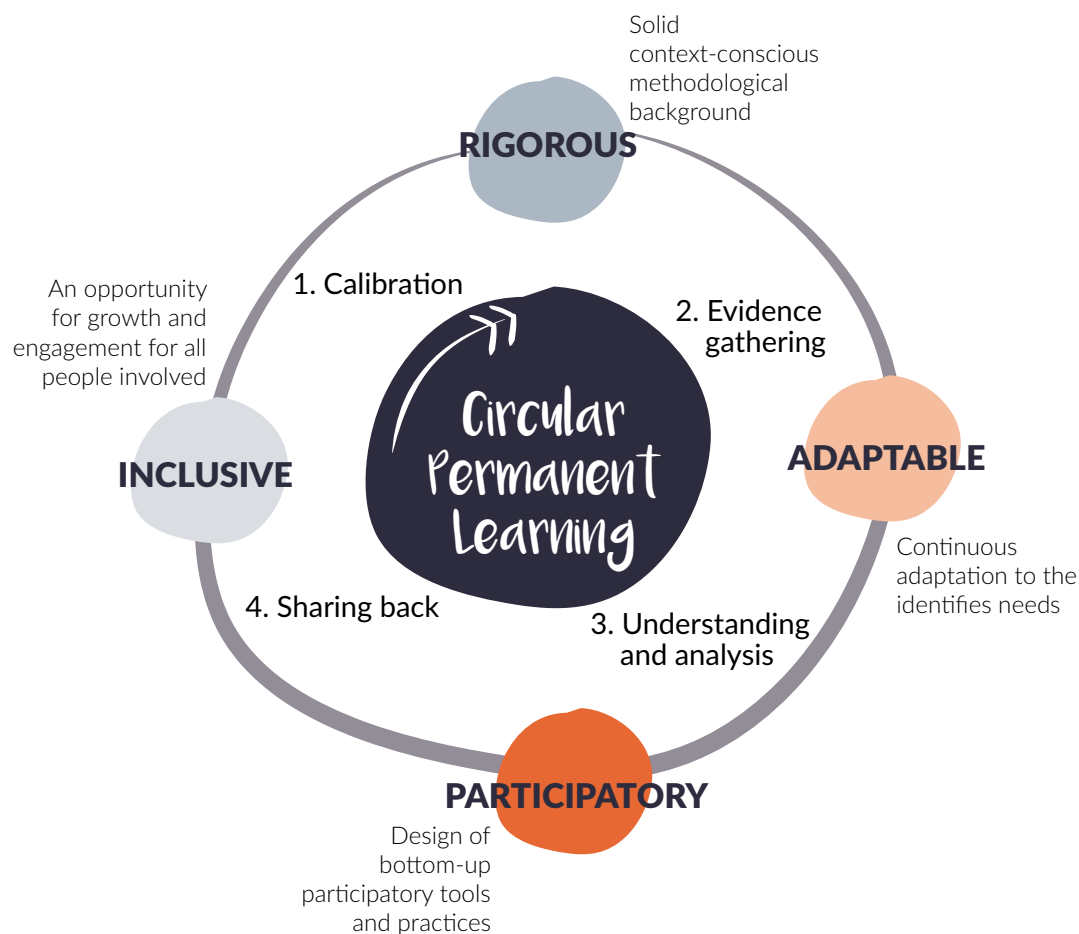 Solid
context-conscious
methodological
background
RIGOROUS
1. Calibration
2. Evidence
gathering
An opportunity
for growth and
engagement for all
people involved
INCLUSIVE
Circular
Permanent
Learning
ADAPTABLE
Continuous
adaptation to the
identifies needs
4. Sharing back
3. Understanding
and analysis
PARTICIPATORY
Design of
bottom-up
participatory tools
and practices